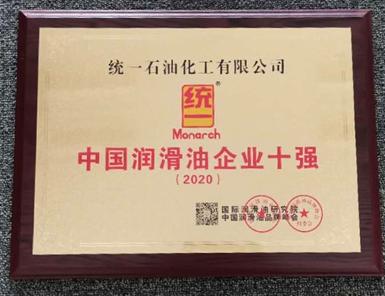 统一石油化工有限公司
统一
®
Monarch
中国润滑油企业十强
(2020)
国际润滑油研究院
中国润滑油品牌峰会